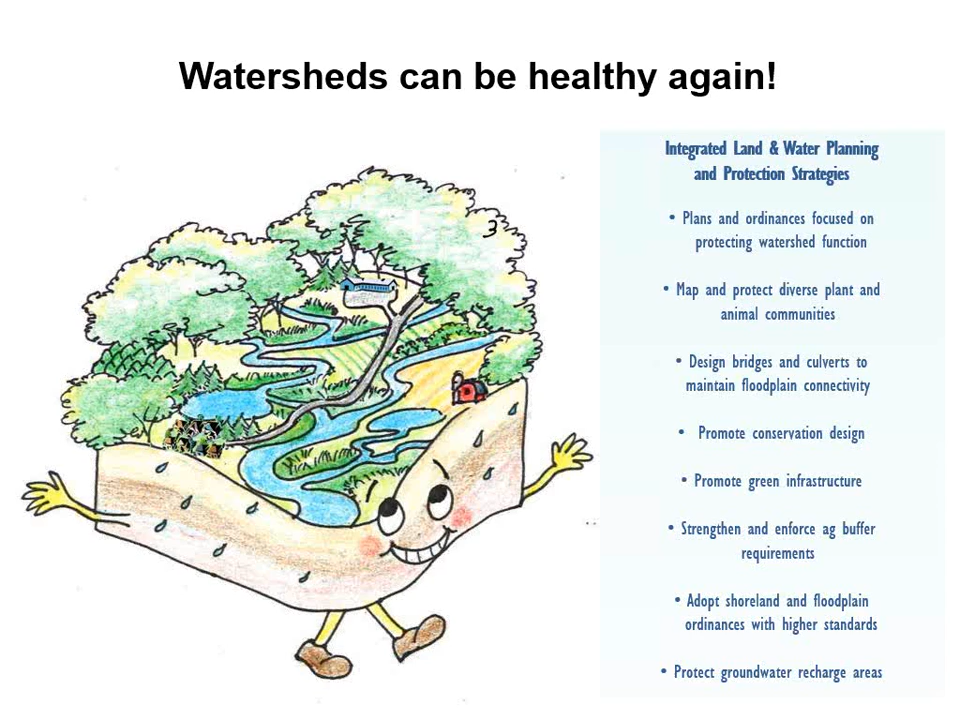 Watersheds can be healthy again!
Integrated Land & Water Planning
and Protection Strategies
• Plans and ordinances focused on
protecting watershed function
• Map and protect diverse plant and
animal communities
• Design bridges and culverts to
maintain floodplain connectivity
• Promote conservation design
• Promote green infrastructure
• Strengthen and enforce ag buffer
requirements
• Adopt shoreland and floodplain
ordinances with higher standards
• Protect groundwater recharge areas